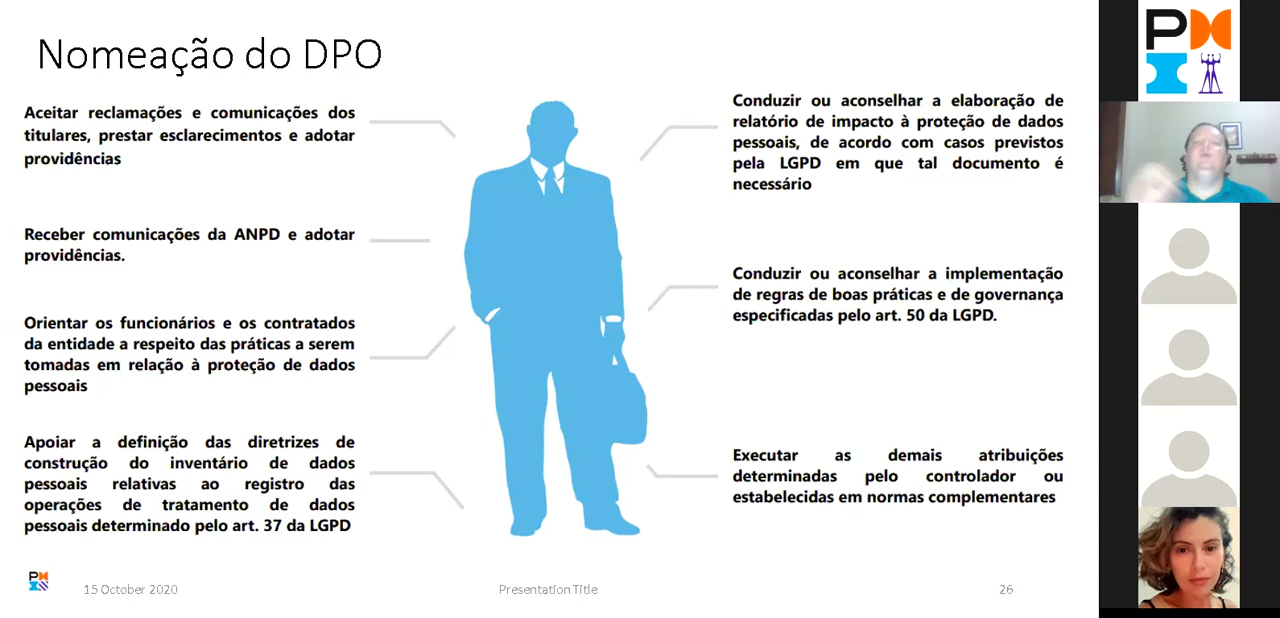 Nomeação do DPO
Aceitar reclamações e comunicações dos
titulares, prestar esclarecimentos e adotar
providências
Receber comunicações da ANPD e adotar
providências.
Orientar os funcionários e os contratados
da entidade a respeito das práticas a serem
tomadas em relação à proteção de dados
pessoais
Apoiar a definição das diretrizes de
construção do inventário de dados
pessoais relativas ao registro das
operações de tratamento de dados
pessoais determinado pelo art. 37 da LGPD
Conduzir ou aconselhar a elaboração de
relatório de impacto à proteção de dados
pessoais, de acordo com casos previstos
pela LGPD em que tal documento é
necessário
Conduzir ou aconselhar a implementação
de regras de boas práticas e de governança
especificadas pelo art. 50 da LGPD.
Executar as demais atribuições
determinadas pelo controlador ou
estabelecidas em normas complementares
15 October 2020
Presentation Title
26